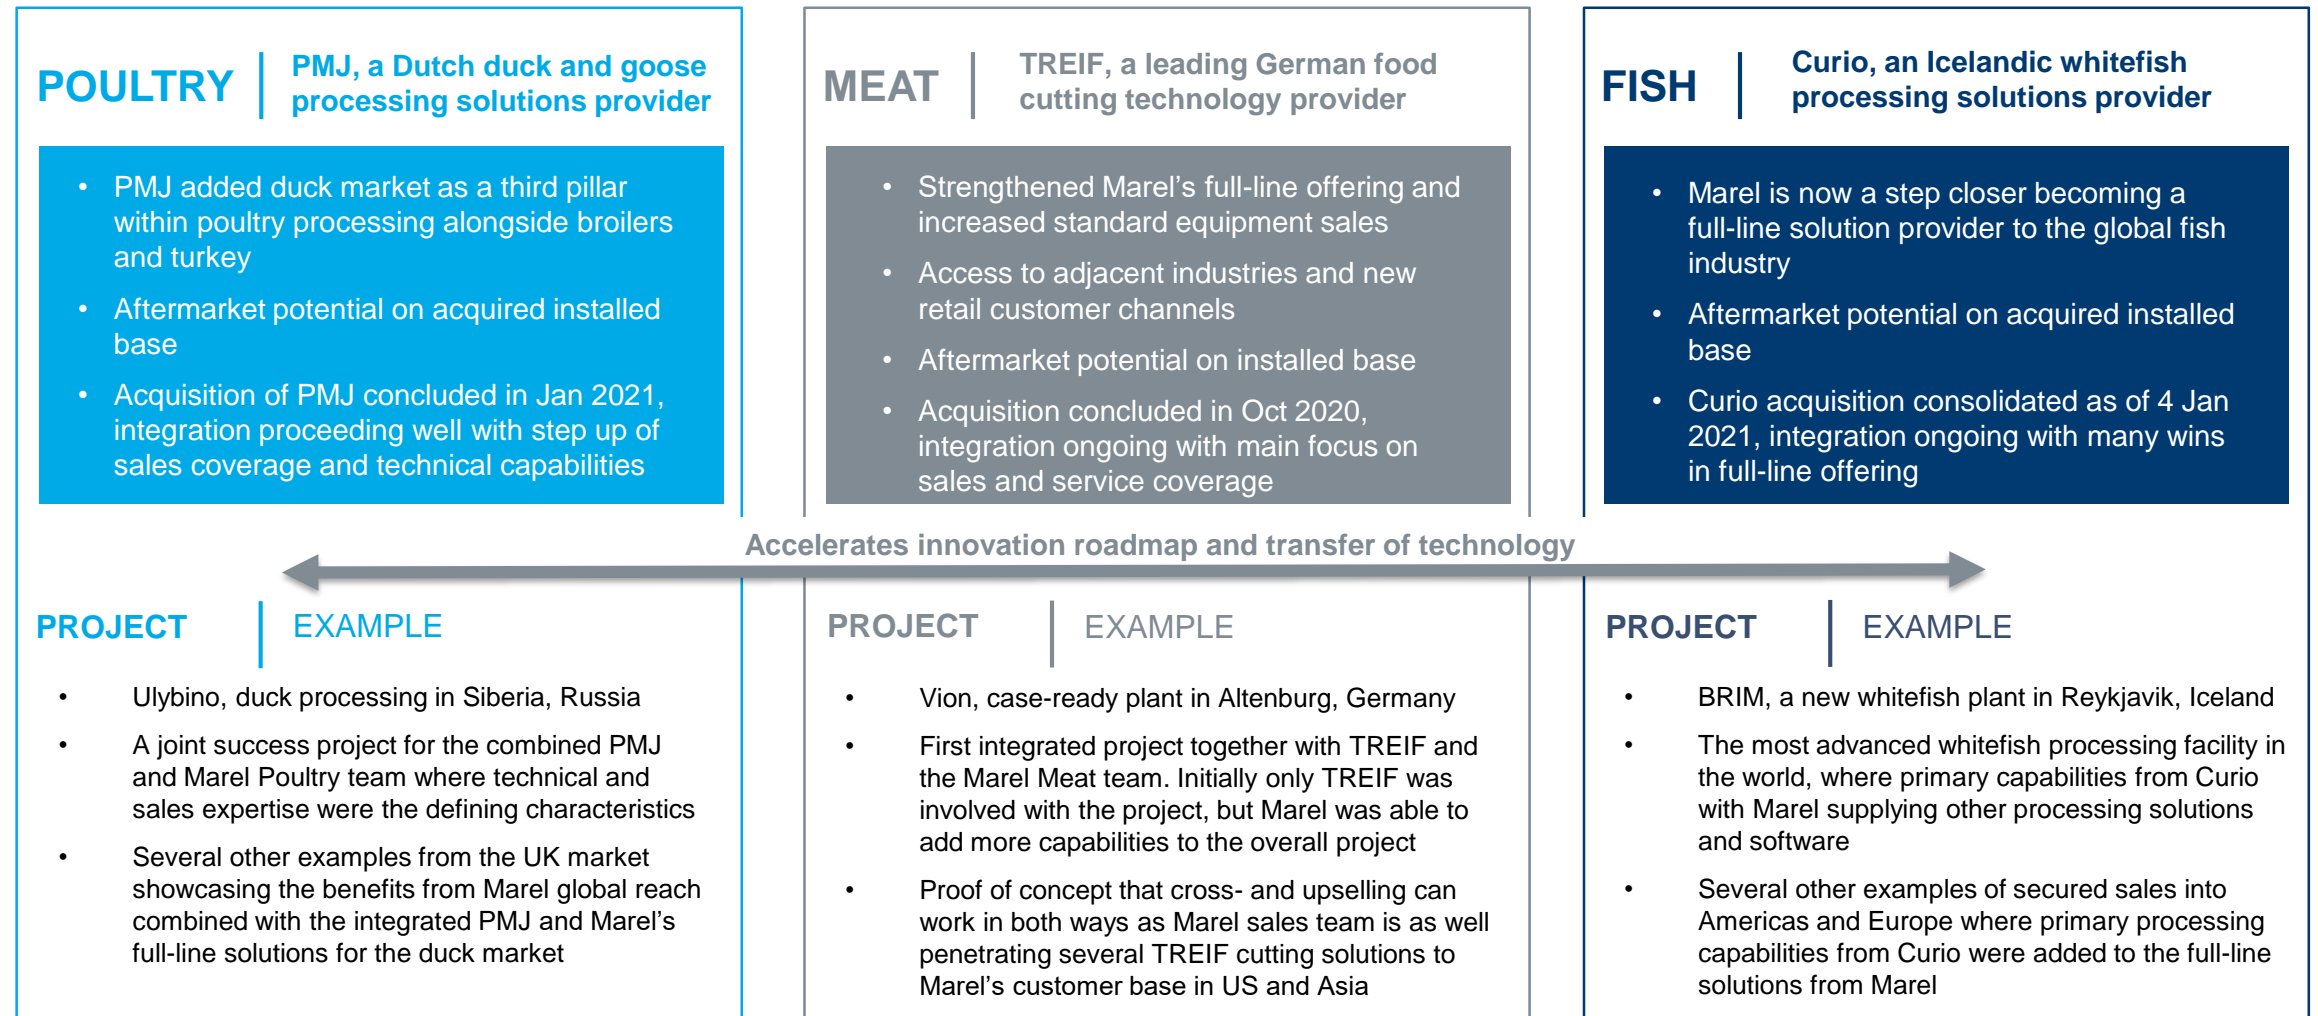 POULTRY
PMJ, a Dutch duck and goose
processing solutions provider
• PMJ added duck market as a third pillar
within poultry processing alongside broilers
and turkey
• Aftermarket potential on acquired installed
base
• Acquisition of PMJ concluded in Jan 2021,
integration proceeding well with step up of
sales coverage and technical capabilities
MEAT
TREIF, a leading German food
cutting technology provider
• Strengthened Marel’s full-line offering and
increased standard equipment sales
• Access to adjacent industries and new
retail customer channels
• Aftermarket potential on installed base
• Acquisition concluded in Oct 2020,
integration ongoing with main focus on
sales and service coverage
FISH
Curio, an Icelandic whitefish
processing solutions provider
• Marel is now a step closer becoming a
full-line solution provider to the global fish
industry
• Aftermarket potential on acquired installed
base
• Curio acquisition consolidated as of 4 Jan
2021, integration ongoing with many wins
in full-line offering
Accelerates innovation roadmap and transfer of technology
PROJECT EXAMPLE
• Ulybino, duck processing in Siberia, Russia
• A joint success project for the combined PMJ
and Marel Poultry team where technical and
sales expertise were the defining characteristics
• Several other examples from the UK market
showcasing the benefits from Marel global reach
combined with the integrated PMJ and Marel’s
full-line solutions for the duck market
PROJECT EXAMPLE
• Vion, case-ready plant in Altenburg, Germany
• First integrated project together with TREIF and
the Marel Meat team. Initially only TREIF was
involved with the project, but Marel was able to
add more capabilities to the overall project
• Proof of concept that cross- and upselling can
work in both ways as Marel sales team is as well
penetrating several TREIF cutting solutions to
Marel’s customer base in US and Asia
PROJECT EXAMPLE
• BRIM, a new whitefish plant in Reykjavik, Iceland
• The most advanced whitefish processing facility in
the world, where primary capabilities from Curio
with Marel supplying other processing solutions
and software
• Several other examples of secured sales into
Americas and Europe where primary processing
capabilities from Curio were added to the full-line
solutions from Marel